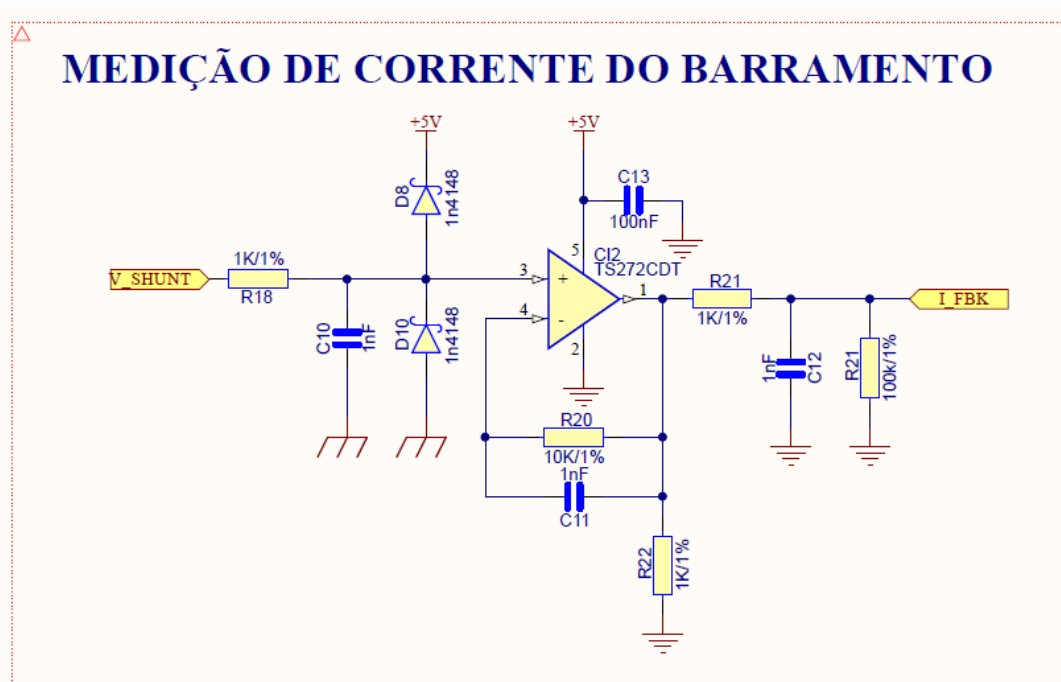 MEDIÇÃO DE CORRENTE DO BARRAMENTO
+5V
+5V
D8
1n4148
C13
100nF
5
CI2
TS272CDT
1K/1%
V_SHUNT
R18
3
+
4
-
1
2
R21
1K/1%
I_FBK
C10
1nF
D10
1n4148
1nF
C12
R21
100k/1%
R20
10K/1%
1nF
C11
R22
1K/1%